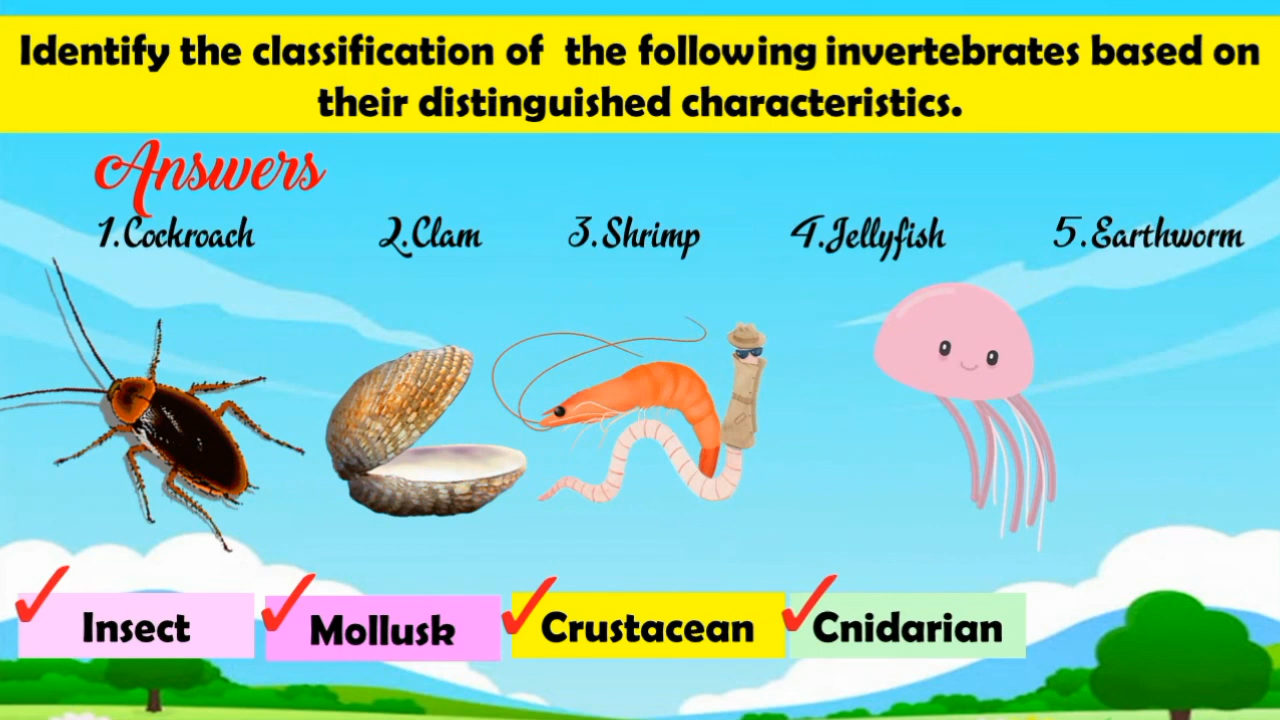 Identify the classification of the following invertebrates based on
their distinguished characteristics.
Answers
1.Cockroach 2.Clam 3.Shrimp 4.Jellyfish 5.Earthworm
Insect Mollusk Crustacean Cnidarian